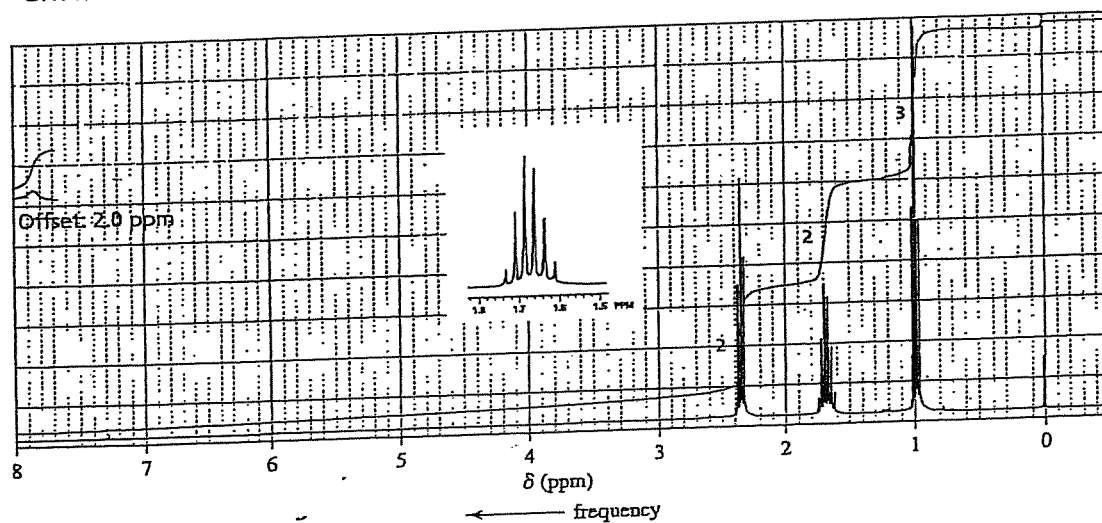 3
Offset: 2.0 ppm
2
2
1.8 1.7 1.6 1.5 PPM
8 7 6 5 4 3 2 1 0
δ (ppm)
frequency